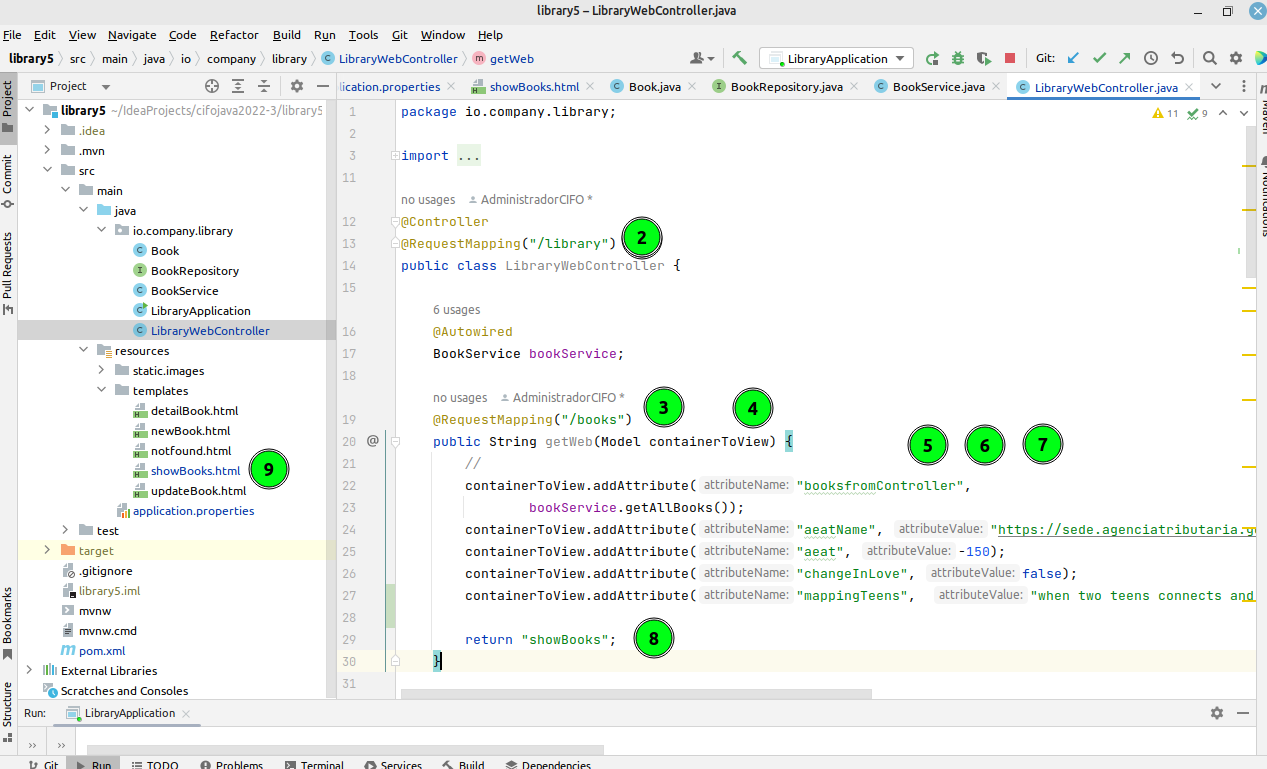 library5 – LibraryWebController.java
File Edit View Navigate Code Refactor Build Run Tools Git Window Help
library5 src main java io company library LibraryWebController getWeb
LibraryApplication
Git:
Project
lication.properties showBooks.html Book.java BookRepository.java BookService.java LibraryWebController.java
Project
Commit
Pull Requests
Bookmarks
Structure
Maven
Notifications
library5 ~/IdeaProjects/cifojava2022-3/library5
.idea
.mvn
src
main
java
io.company.library
Book
BookRepository
BookService
LibraryApplication
LibraryWebController
resources
static.images
templates
detailBook.html
newBook.html
notfound.html
showBooks.html 9
updateBook.html
application.properties
test
target
.gitignore
library5.iml
mvnw
mvnw.cmd
pom.xml
External Libraries
Scratches and Consoles
11 9
1 package io.company.library;
2
3 import ...
11
no usages AdministradorCIFO *
12 @Controller
13 @RequestMapping("/library") 2
14 public class LibraryWebController {
15
6 usages
16 @Autowired
17 BookService bookService;
18
no usages AdministradorCIFO *
19 @RequestMapping("/books") 3 4
20 @ public String getWeb(Model containerToView) { 5 6 7
21 //
22 containerToView.addAttribute( attributeName: "booksfromController",
23 bookService.getAllBooks());
24 containerToView.addAttribute( attributeName: "aeatName", attributeValue: "https://sede.agenciatributaria.g
25 containerToView.addAttribute( attributeName: "aeat", attributeValue: -150);
26 containerToView.addAttribute( attributeName: "changeInLove", attributeValue: false);
27 containerToView.addAttribute( attributeName: "mappingTeens", attributeValue: "when two teens connects and
28
29 return "showBooks"; 8
30 }
31
Run: LibraryApplication
>> >>
Git Run TODO Problems Terminal Services Build Dependencies